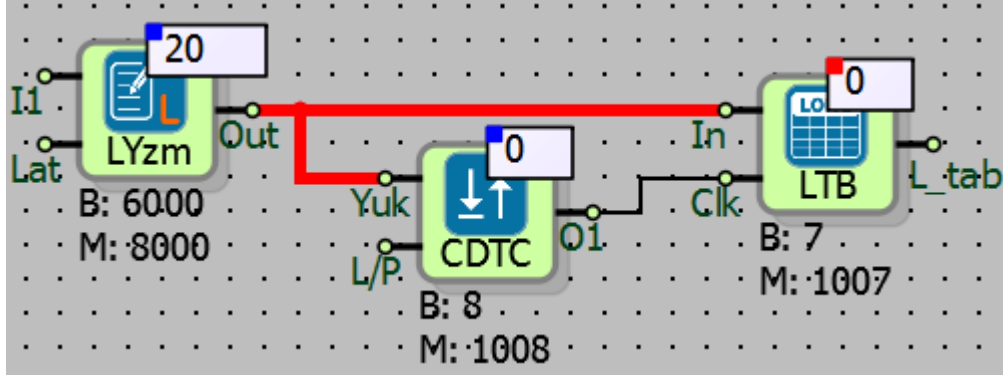 20
I1
Lat
L
LYzm
Out
B: 6000
M: 8000
0
Yuk
L/P
CDTC
O1
B: 8
M: 1008
0
LO
In
Clk
LTB
L_tab
B: 7
M: 1007